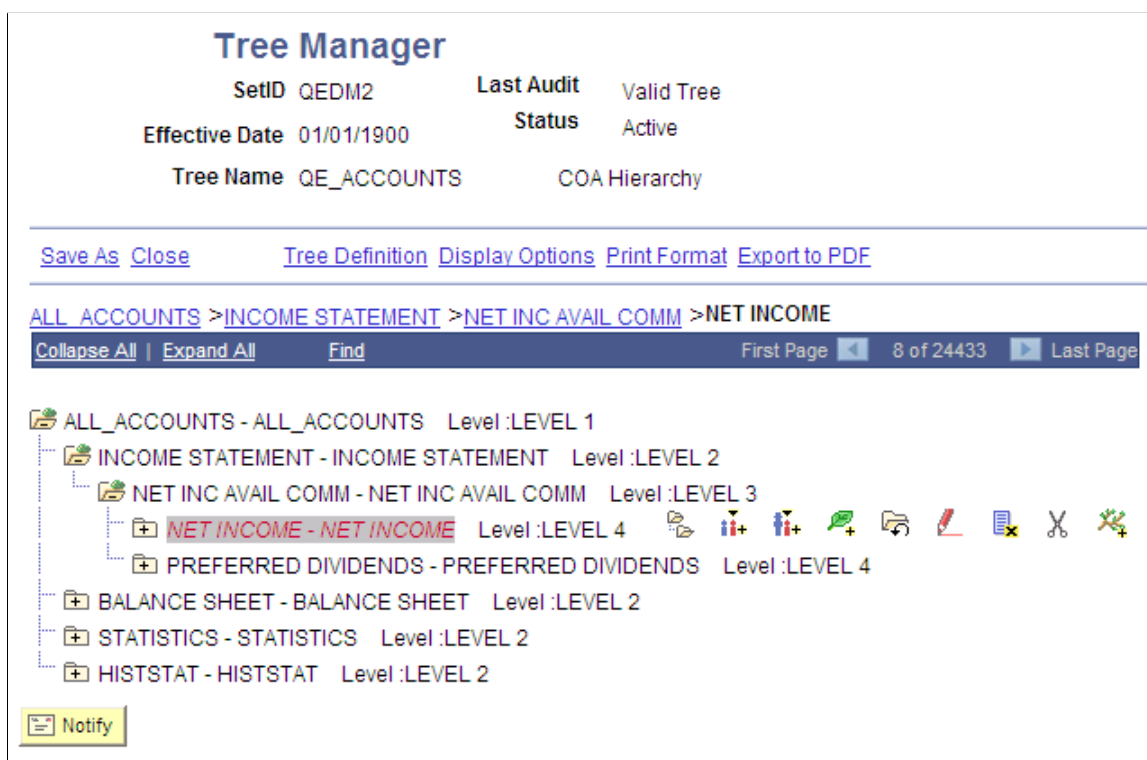 Tree Manager
SetID QEDM2 Last Audit Valid Tree
Effective Date 01/01/1900 Status Active
Tree Name QE_ACCOUNTS COA Hierarchy
Save As Close Tree Definition Display Options Print Format Export to PDF
ALL_ACCOUNTS >INCOME STATEMENT >NET INC AVAIL COMM >NET INCOME
Collapse All | Expand All Find First Page 8 of 24433 Last Page
ALL_ACCOUNTS - ALL_ACCOUNTS Level :LEVEL 1
INCOME STATEMENT - INCOME STATEMENT Level :LEVEL 2
NET INC AVAIL COMM - NET INC AVAIL COMM Level :LEVEL 3
NET INCOME - NET INCOME Level :LEVEL 4
PREFERRED DIVIDENDS - PREFERRED DIVIDENDS Level :LEVEL 4
BALANCE SHEET - BALANCE SHEET Level :LEVEL 2
STATISTICS - STATISTICS Level :LEVEL 2
HISTSTAT - HISTSTAT Level :LEVEL 2
Notify